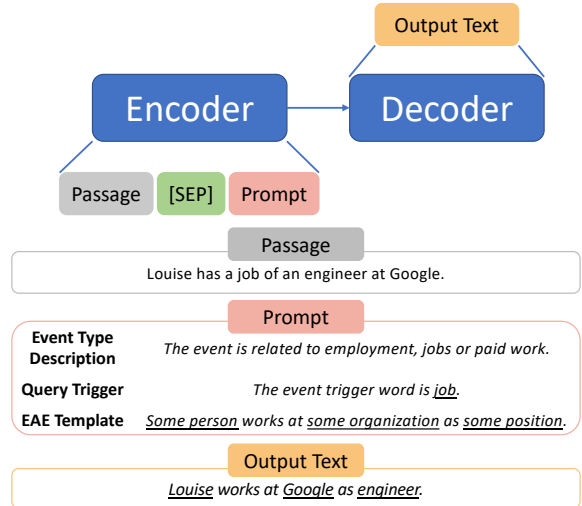 Output Text
Encoder
Decoder
Passage [SEP] Prompt
Passage
Louise has a job of an engineer at Google.
Prompt
Event Type
Description
The event is related to employment, jobs or paid work.
Query Trigger
The event trigger word is job.
EAE Template
Some person works at some organization as some position.
Output Text
Louise works at Google as engineer.